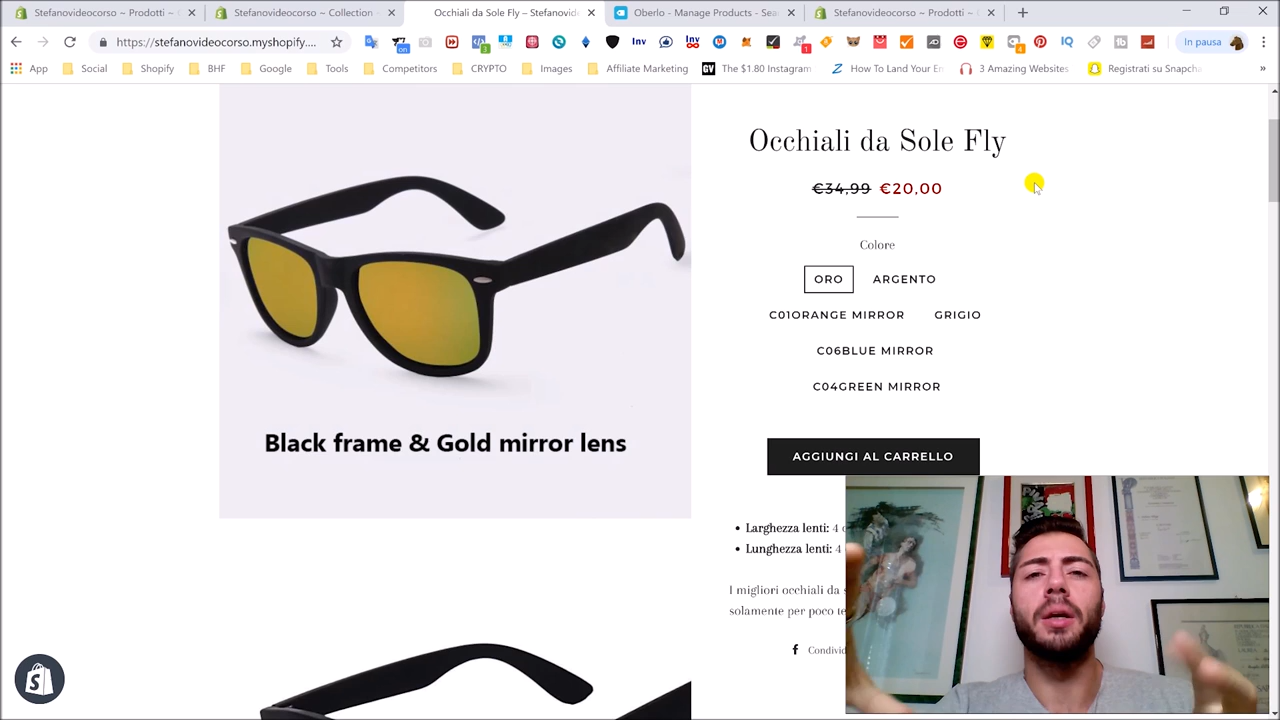 Stefanovideocorso ~ Prodotti ~
Stefanovideocorso ~ Collection
Occhiali da Sole Fly – Stefanovid
Oberlo - Manage Products - Sea
Stefanovideocorso ~ Prodotti ~
https://stefanovideocorso.myshopify....
In pausa
App
Social
Shopify
BHF
Google
Tools
Competitors
CRYPTO
Images
Affiliate Marketing
The $1.80 Instagram
How To Land Your
3 Amazing Websites
Registrati su Snapcha
Occhiali da Sole Fly
€34,99 €20,00
Colore
ORO ARGENTO
C01ORANGE MIRROR GRIGIO
C06BLUE MIRROR
C04GREEN MIRROR
Black frame & Gold mirror lens
AGGIUNGI AL CARRELLO
Larghezza lenti: 4
Lunghezza lenti: 4
I migliori occhiali da
solamente per poco
Condivid